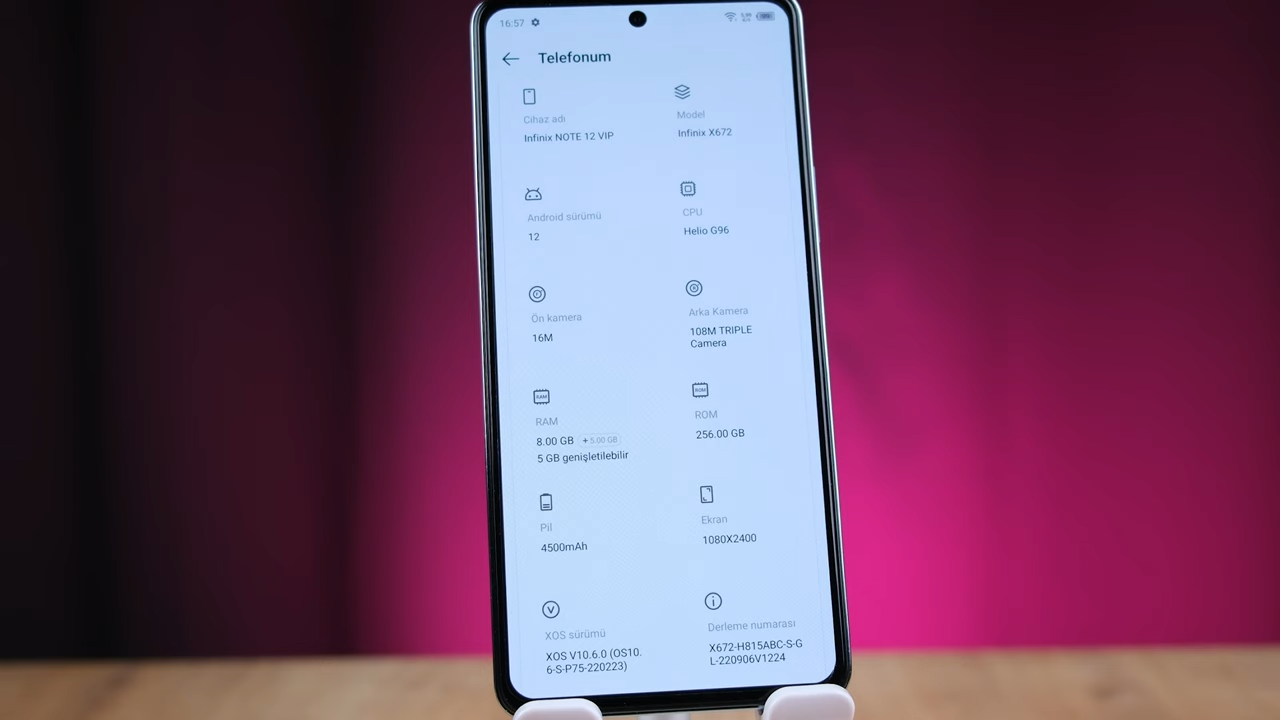 16:57
Telefonum
Cihaz adı
Infinix NOTE 12 VIP
Model
Infinix X672
Android sürümü
12
CPU
Helio G96
Ön kamera
16M
Arka Kamera
108M TRIPLE
Camera
RAM
RAM
8.00 GB +5.00 GB
5 GB genişletilebilir
ROM
ROM
256.00 GB
Pil
4500mAh
Ekran
1080X2400
XOS sürümü
XOS V10.6.0 (OS10.
6-S-P75-220223)
Derleme numarası
X672-H815ABC-S-G
L-220906V1224